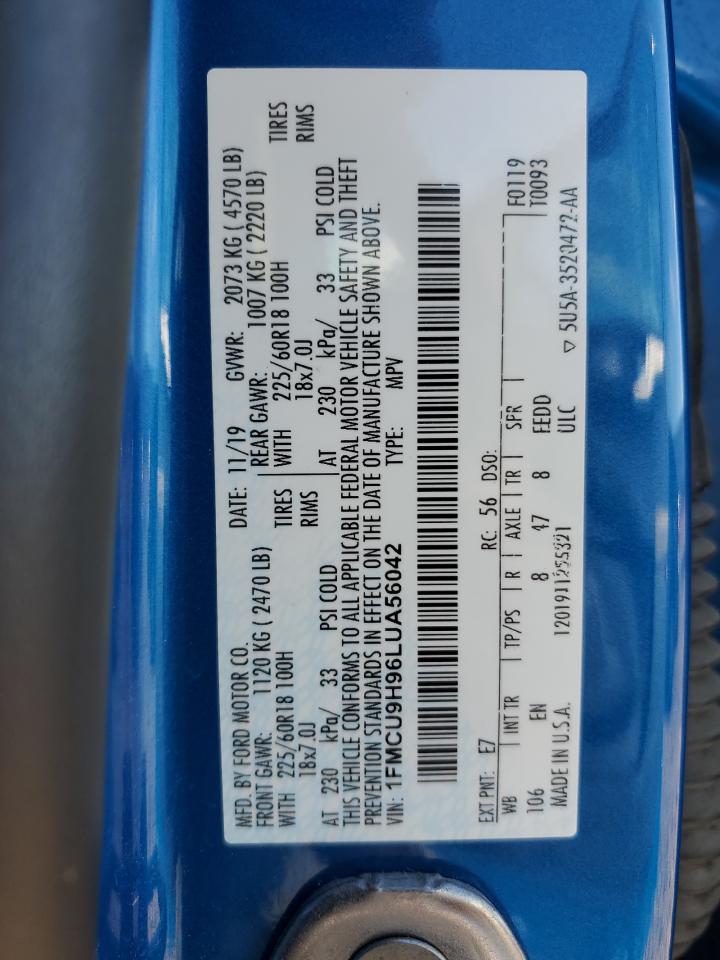 MFD. BY FORD MOTOR CO. DATE: 11/19 GVWR: 2073 KG ( 4570 LB)
FRONT GAWR: 1120 KG ( 2470 LB) REAR GAWR: 1007 KG ( 2220 LB)
WITH 225/60R18 100H TIRES WITH 225/60R18 100H TIRES
18x7.0J RIMS 18x7.0J RIMS
AT 230 kPa/ 33 PSI COLD AT 230 kPa/ 33 PSI COLD
THIS VEHICLE CONFORMS TO ALL APPLICABLE FEDERAL MOTOR VEHICLE SAFETY AND THEFT
PREVENTION STANDARDS IN EFFECT ON THE DATE OF MANUFACTURE SHOWN ABOVE.
VIN: 1FMCU9H96LUA56042 TYPE: MPV
EXT PNT: E7 RC: 56 DSO: F0119
WB INT TR TP/PS R AXLE TR SPR T0093
106 EN 8 47 8 FEDD
MADE IN U.S.A. ULC
▽ 5U5A-3520472-AA